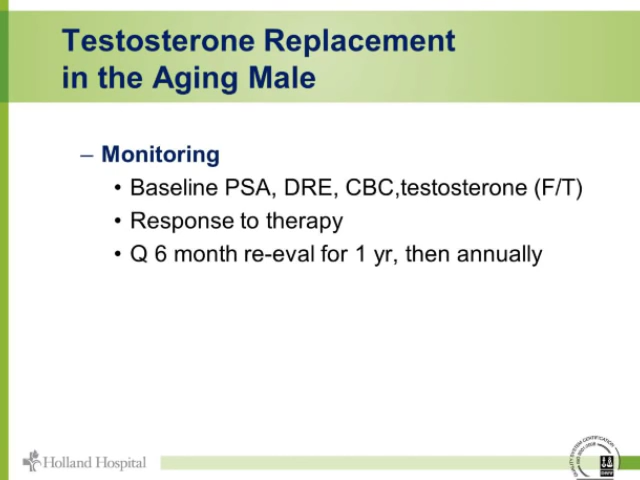 Testosterone Replacement
in the Aging Male
– Monitoring
• Baseline PSA, DRE, CBC,testosterone (F/T)
• Response to therapy
• Q 6 month re-eval for 1 yr, then annually
Holland Hospital